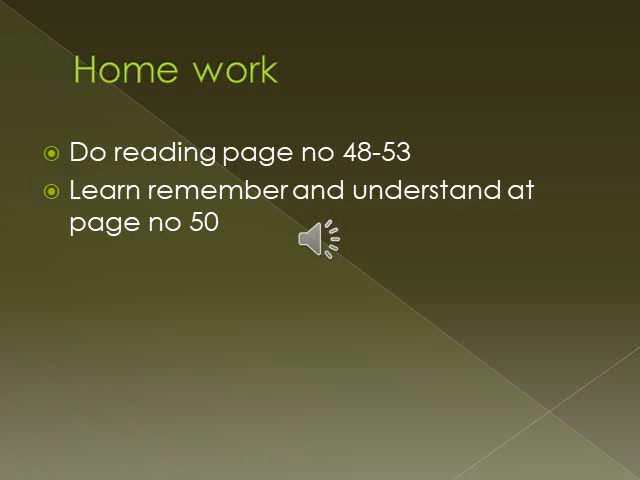 Home work
Do reading page no 48-53
Learn remember and understand at
page no 50